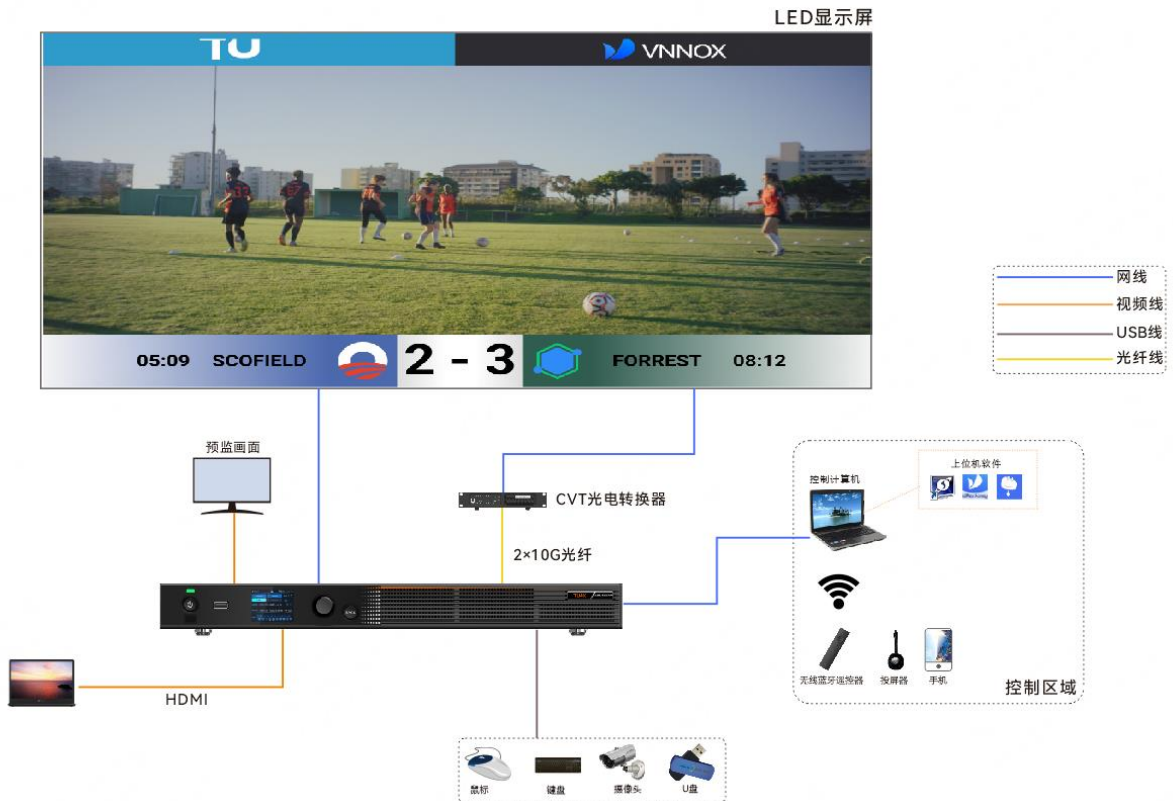 LED显示屏
TU
VNNOX
05:09 SCOFIELD 2 - 3 FORREST 08:12
网线
视频线
USB线
光纤线
预监画面
CVT光电转换器
2×10G光纤
HDMI
控制计算机
上位机软件
无线蓝牙遥控器
投屏器
手机
控制区域
鼠标
键盘
摄像头
U盘